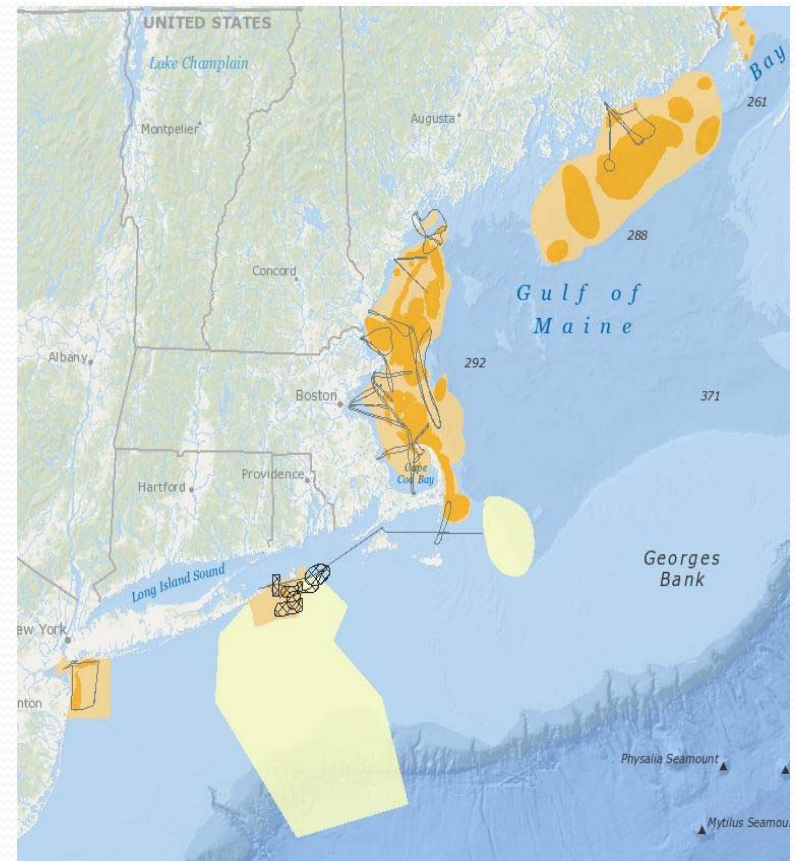 UNITED STATES
Lake Champlain
Bay
261
Montpelier
Augusta
288
Concord
Gulf of
Maine
292
Albany
Boston
371
Cape
Cod Bay
Providence
Hartford
Georges
Bank
Long Island Sound
ew York
nton
Physalia Seamount
Mytilus Seamou